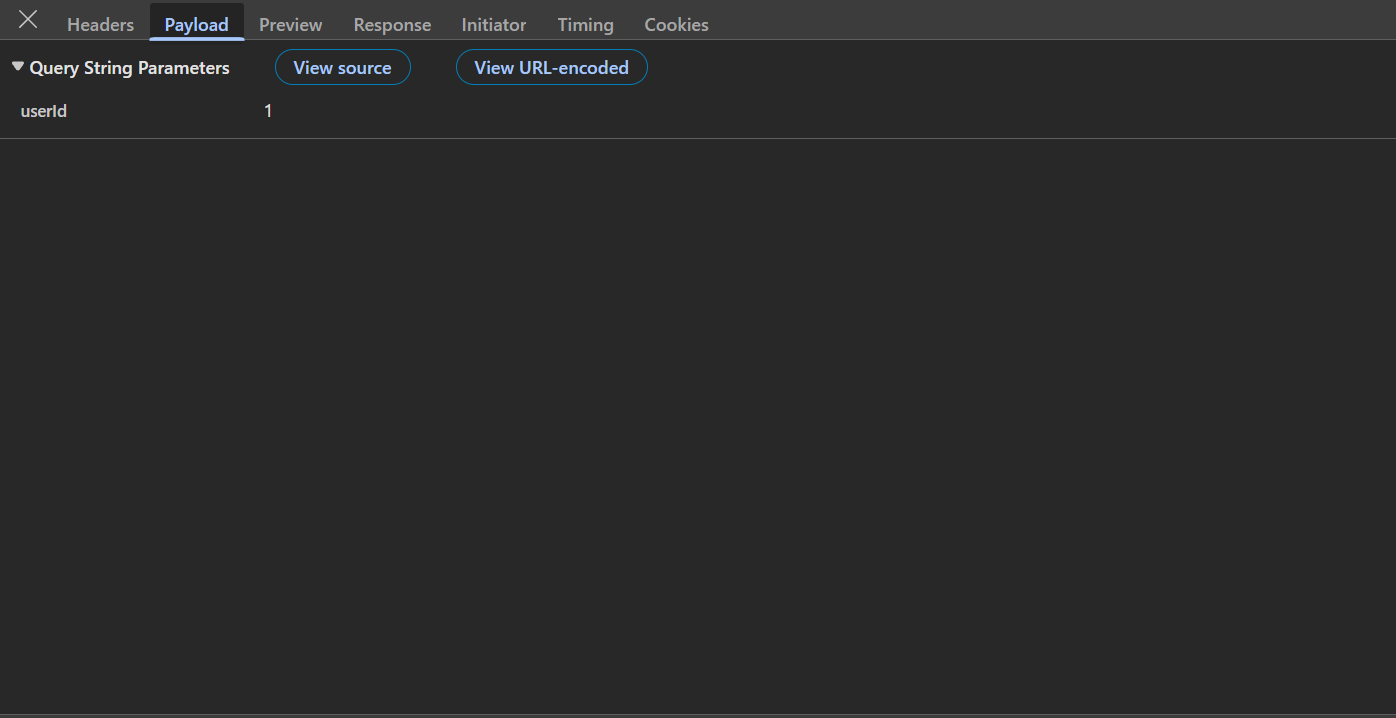 Headers Payload Preview Response Initiator Timing Cookies
Query String Parameters View source View URL-encoded
userId 1